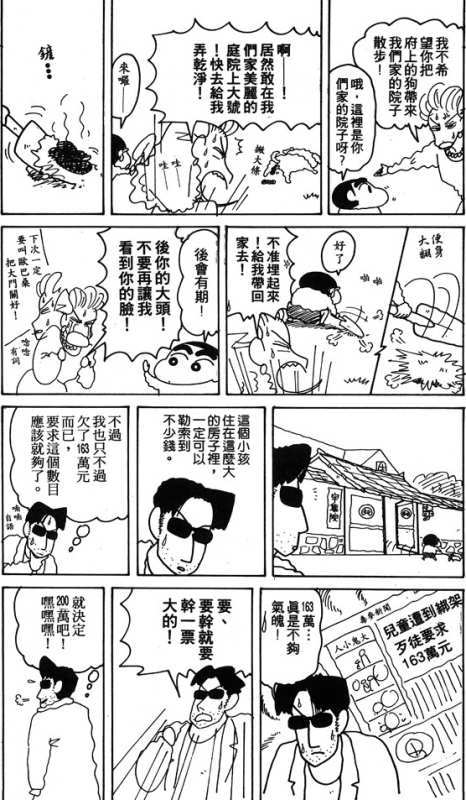 我不希
望你把
府上的狗帶來
我們家的院子
散步！
哦，這裡是你
們家的院子呀？
啊——！
居然敢在我
們家美麗的
庭院上大號
！快去給我
弄乾淨！
來囉—
哇
哇
鏟…
便身
大翻
啪
啪
好了
不准埋起來
！給我帶回
家去！
後會有期！
後你的大頭！
不要再讓我
看到你的臉！
下次一定
要叫歐巴桑
把大門關好！
這個小孩
住在這麼大
的房子裡，
一定可以
勒索到
不少錢。
不過
我也只不過
欠了163萬元
而已，
要求這個數目
應該就夠了。
喃喃
自語
新聞
兒童遭到綁架
歹徒要求
163萬元
163萬…
真是不夠
氣魄！
要、
要幹就要
幹一票
大的！
就決定
200萬吧！
嘿嘿嘿！